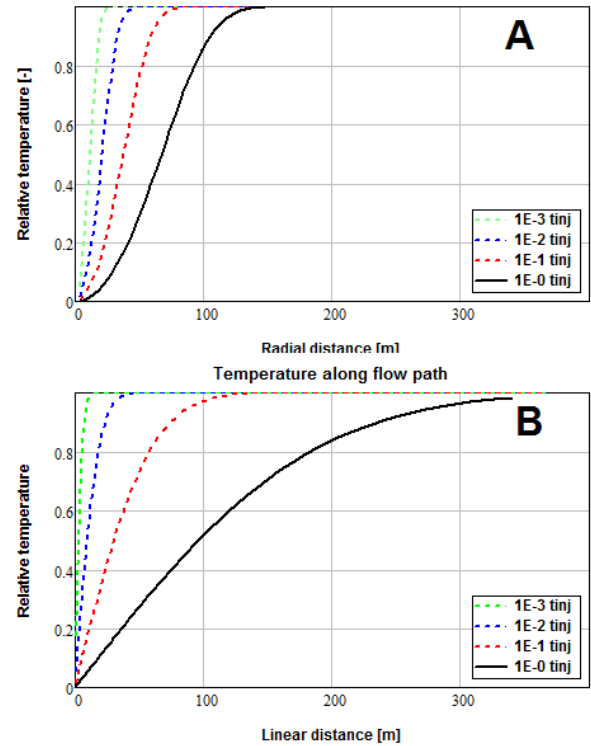 A
Relative temperature [-]
0.8
0.6
0.4
0.2
0
0
100
200
300
1E-3 tinj
1E-2 tinj
1E-1 tinj
1E-0 tinj
Radial distance [m]
Temperature along flow path
B
Relative temperature
0.8
0.6
0.4
0.2
0
0
100
200
300
1E-3 tinj
1E-2 tinj
1E-1 tinj
1E-0 tinj
Linear distance [m]